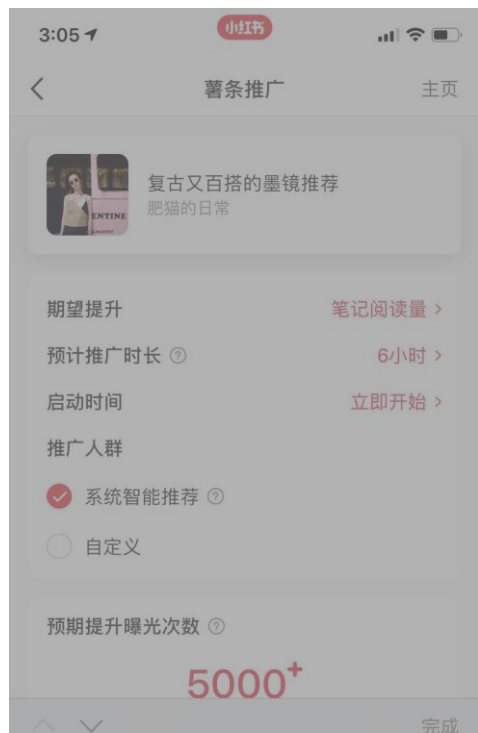 3:05
小红书
薯条推广
主页
ENTINE
复古又百搭的墨镜推荐
肥猫的日常
期望提升
笔记阅读量 >
预计推广时长 ?
6小时 >
启动时间
立即开始 >
推广人群
系统智能推荐 ?
自定义
预期提升曝光次数 ?
5000+
完成